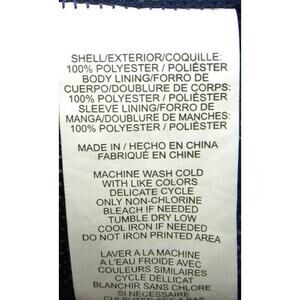 SHELL/EXTERIOR/COQUILLE:
100% POLYESTER / POLIÉSTER
BODY LINING/FORRO DE
CUERPO/DOUBLURE DE CORPS:
100% POLYESTER / POLIÉSTER
SLEEVE LINING/FORRO DE
MANGA/DOUBLURE DE MANCHES:
100% POLYESTER / POLIÉSTER
MADE IN / HECHO EN CHINA
FABRIQUÉ EN CHINE
MACHINE WASH COLD
WITH LIKE COLORS
DELICATE CYCLE
ONLY NON-CHLORINE
BLEACH IF NEEDED
TUMBLE DRY LOW
COOL IRON IF NEEDED
DO NOT IRON PRINTED AREA
LAVER A LA MACHINE
A L'EAU FROIDE AVEC
COULEURS SIMILAIRES
CYCLE DELICAT
BLANCHIR SANS CHLORE
SI NECESSAIRE